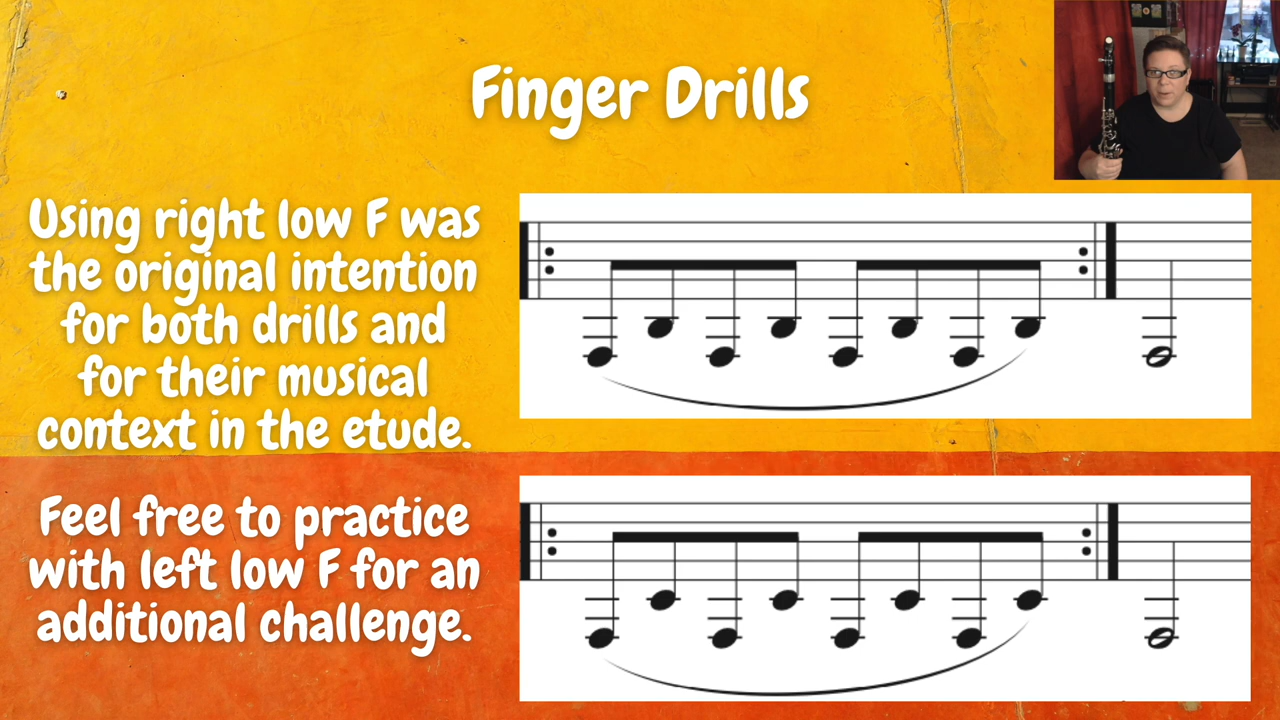 Finger Drills
Using right low F was
the original intention
for both drills and
for their musical
context in the etude.
Feel free to practice
with left low F for an
additional challenge.